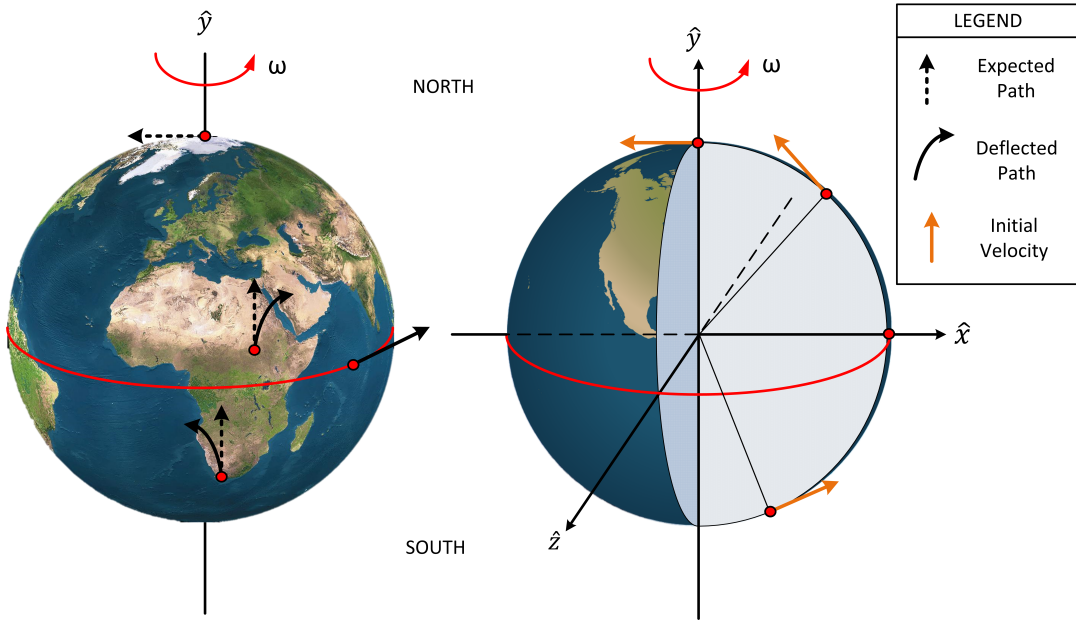 ŷ
ω
NORTH
ŷ
ω
x̂
ẑ
SOUTH
LEGEND
Expected
Path
Deflected
Path
Initial
Velocity